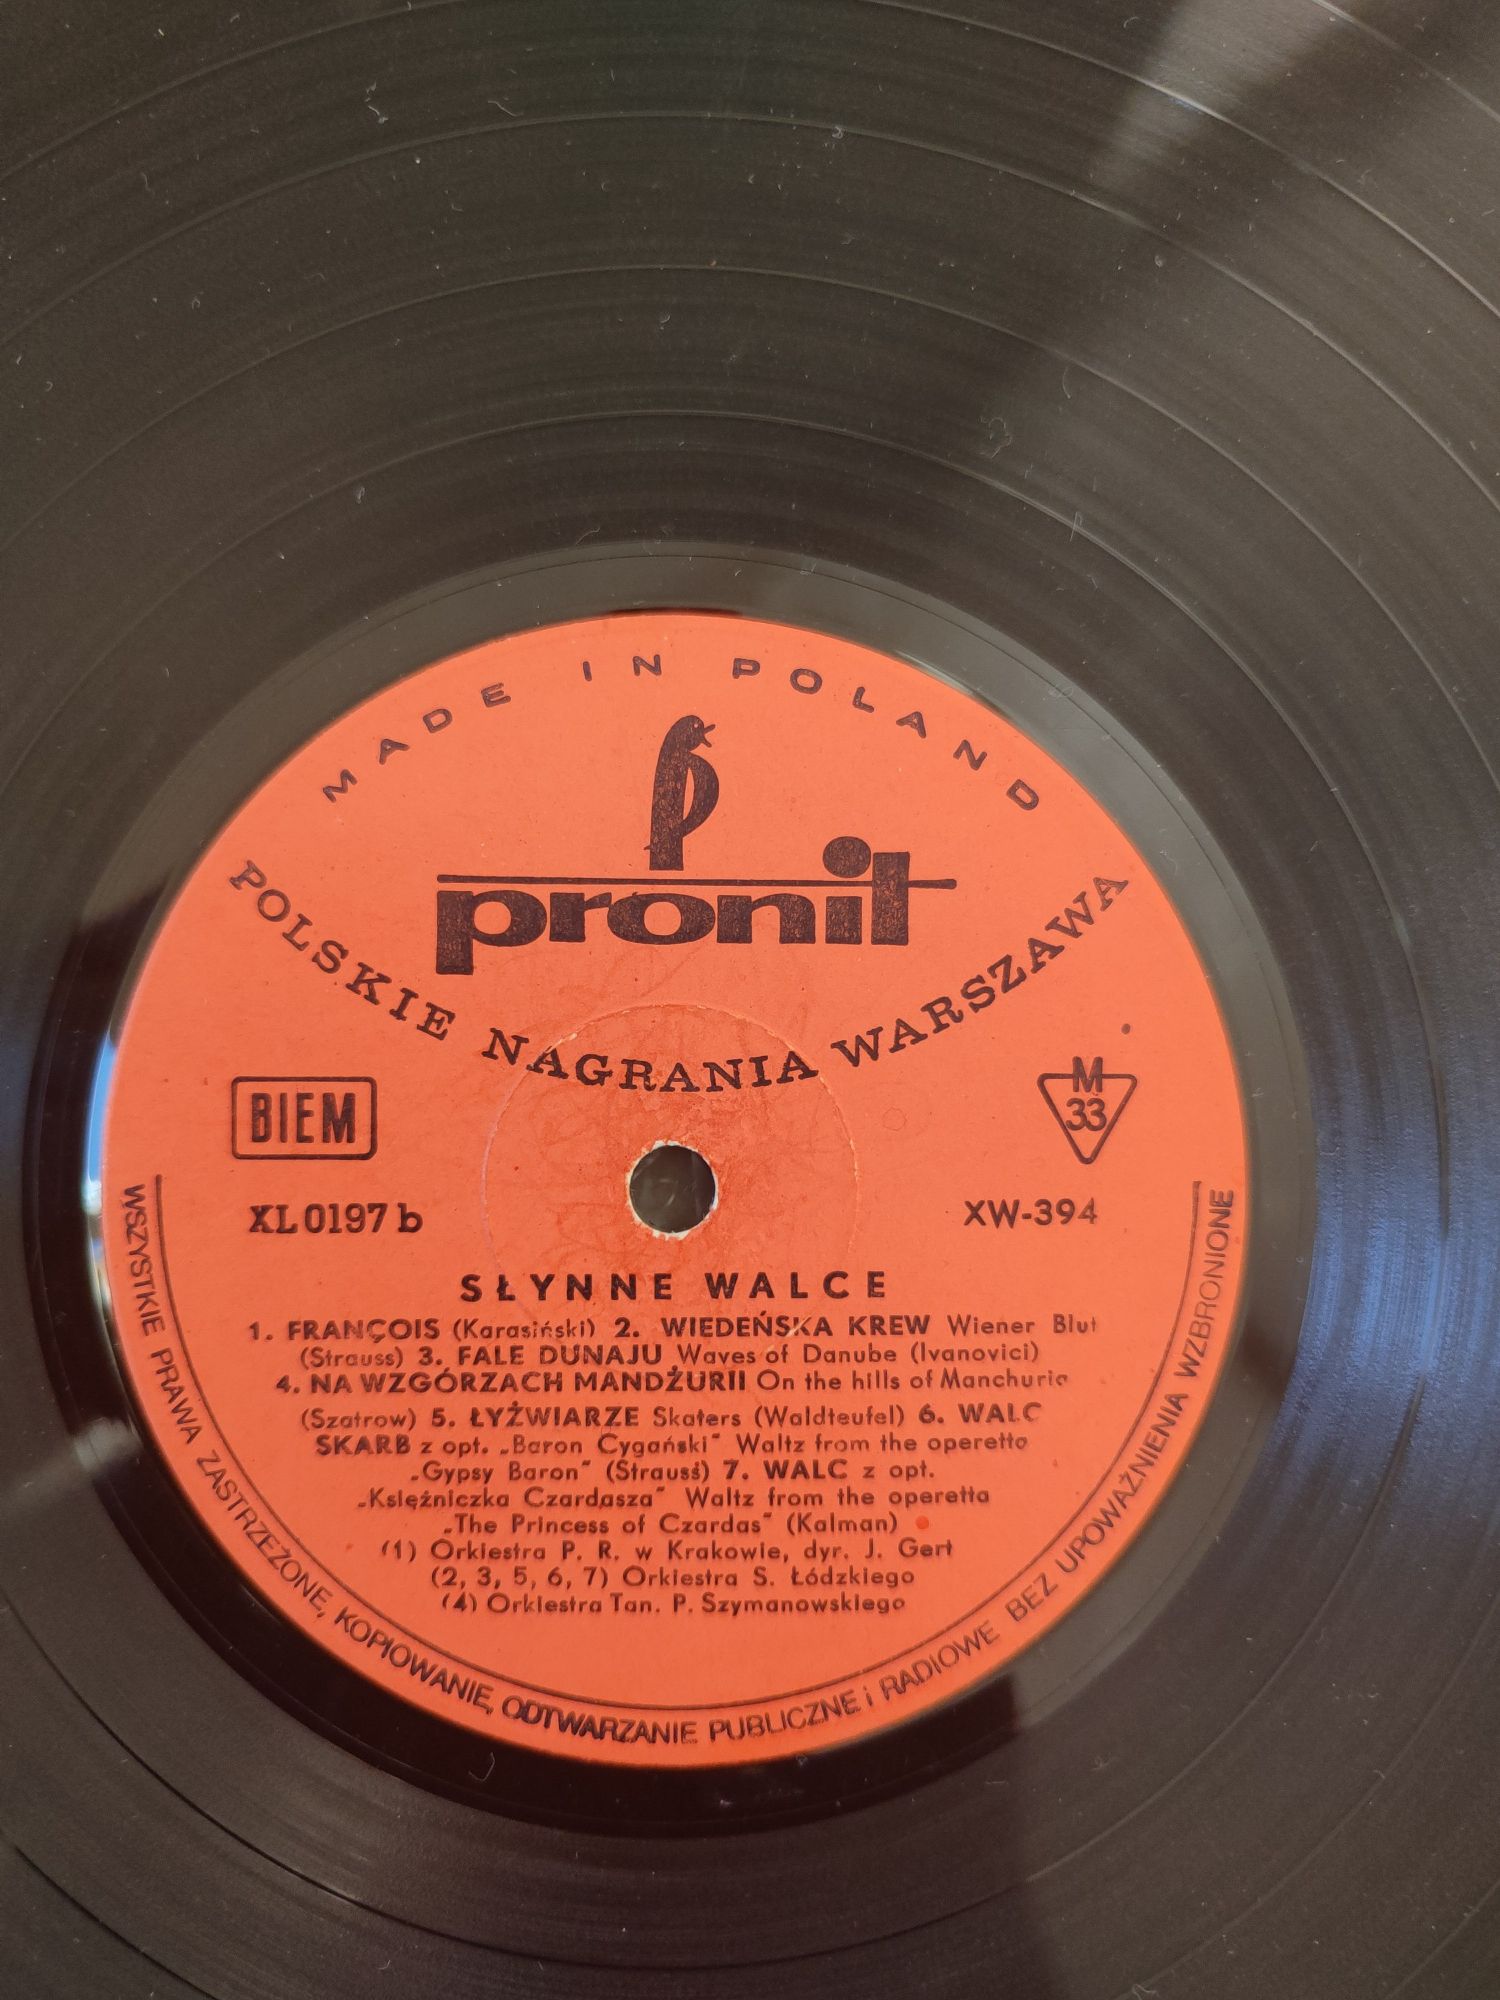 MADE IN POLAND
pronit
POLSKIE NAGRANIA WARSZAWA
BIEM
M
33
XL 0197 b
XW-394
SŁYNNE WALCE
1. FRANÇOIS (Karasiński) 2. WIEDEŃSKA KREW Wiener Blut
(Strauss) 3. FALE DUNAJU Waves of Danube (Ivanovici)
4. NA WZGÓRZACH MANDŻURII On the hills of Manchuria
(Szatrow) 5. ŁYŻWIARZE Skaters (Waldteufel) 6. WALC
SKARB z opt. „Baron Cygański” Waltz from the operetta
„Gypsy Baron” (Strauss) 7. WALC z opt.
„Księżniczka Czardasza” Waltz from the operetta
„The Princess of Czardas” (Kalman)
(1) Orkiestra P. R. w Krakowie, dyr. J. Gert
(2, 3, 5, 6, 7) Orkiestra S. Łódzkiego
(4) Orkiestra Tan. P. Szymanowskiego
WSZYSTKIE PRAWA ZASTRZEŻONE, KOPIOWANIE, ODTWARZANIE PUBLICZNE i RADIOWE BEZ UPOWAŻNIENIA WZBRONIONE